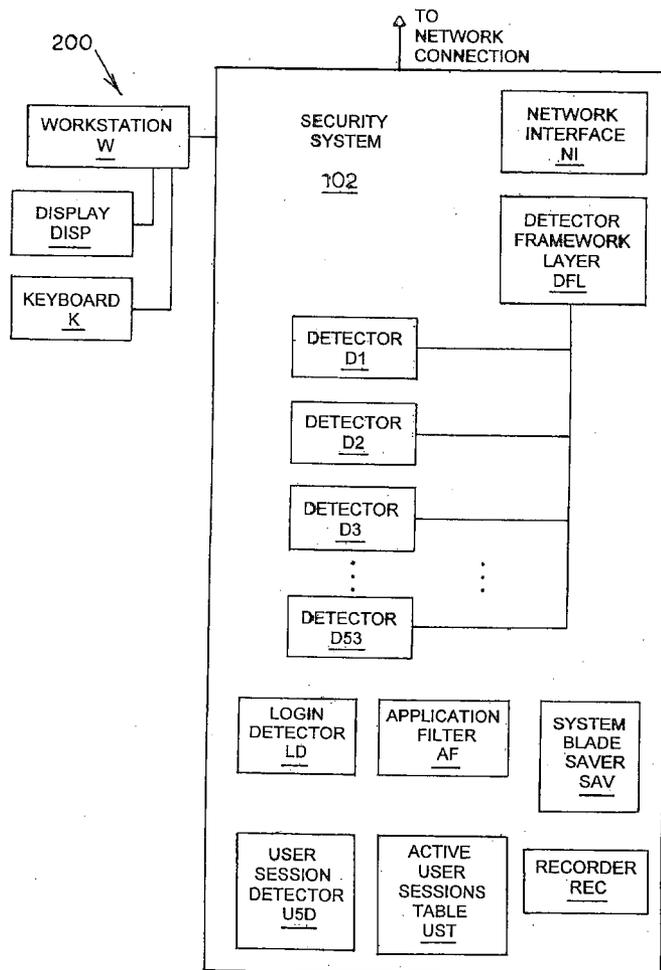 TO
NETWORK
CONNECTION
200
WORKSTATION
W
DISPLAY
DISP
KEYBOARD
K
SECURITY
SYSTEM
102
NETWORK
INTERFACE
NI
DETECTOR
FRAMEWORK
LAYER
DFL
DETECTOR
D1
DETECTOR
D2
DETECTOR
D3
DETECTOR
D53
LOGIN
DETECTOR
LD
APPLICATION
FILTER
AF
SYSTEM
BLADE
SAVER
SAV
USER
SESSION
DETECTOR
U5D
ACTIVE
USER
SESSIONS
TABLE
UST
RECORDER
REC